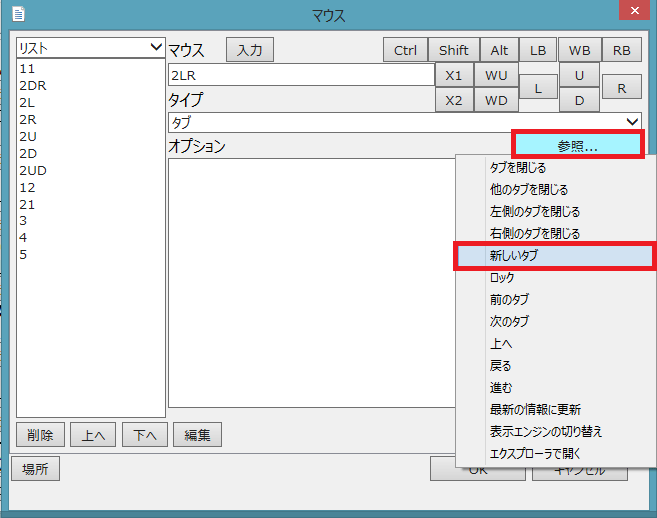 マウス
リスト
マウス
入力
Ctrl
Shift
Alt
LB
WB
RB
2LR
X1
WU
L
U
R
X2
WD
D
タイプ
タブ
オプション
参照...
11
2DR
2L
2R
2U
2D
2UD
12
21
3
4
5
タブを閉じる
他のタブを閉じる
左側のタブを閉じる
右側のタブを閉じる
新しいタブ
ロック
前のタブ
次のタブ
上へ
戻る
進む
最新の情報に更新
表示エンジンの切り替え
エクスプローラで開く
削除
上へ
下へ
編集
場所
OK
キャンセル